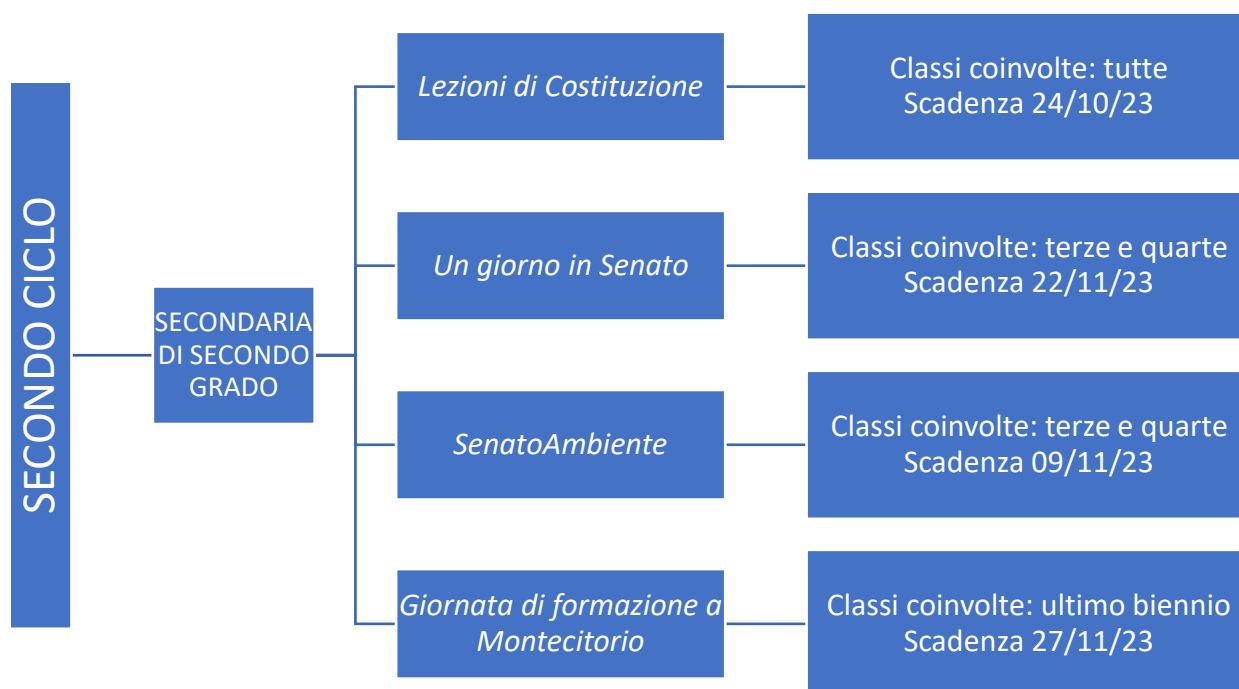 SECONDO CICLO
SECONDARIA
DI SECONDO
GRADO
Lezioni di Costituzione
Classi coinvolte: tutte
Scadenza 24/10/23
Un giorno in Senato
Classi coinvolte: terze e quarte
Scadenza 22/11/23
SenatoAmbiente
Classi coinvolte: terze e quarte
Scadenza 09/11/23
Giornata di formazione a
Montecitorio
Classi coinvolte: ultimo biennio
Scadenza 27/11/23